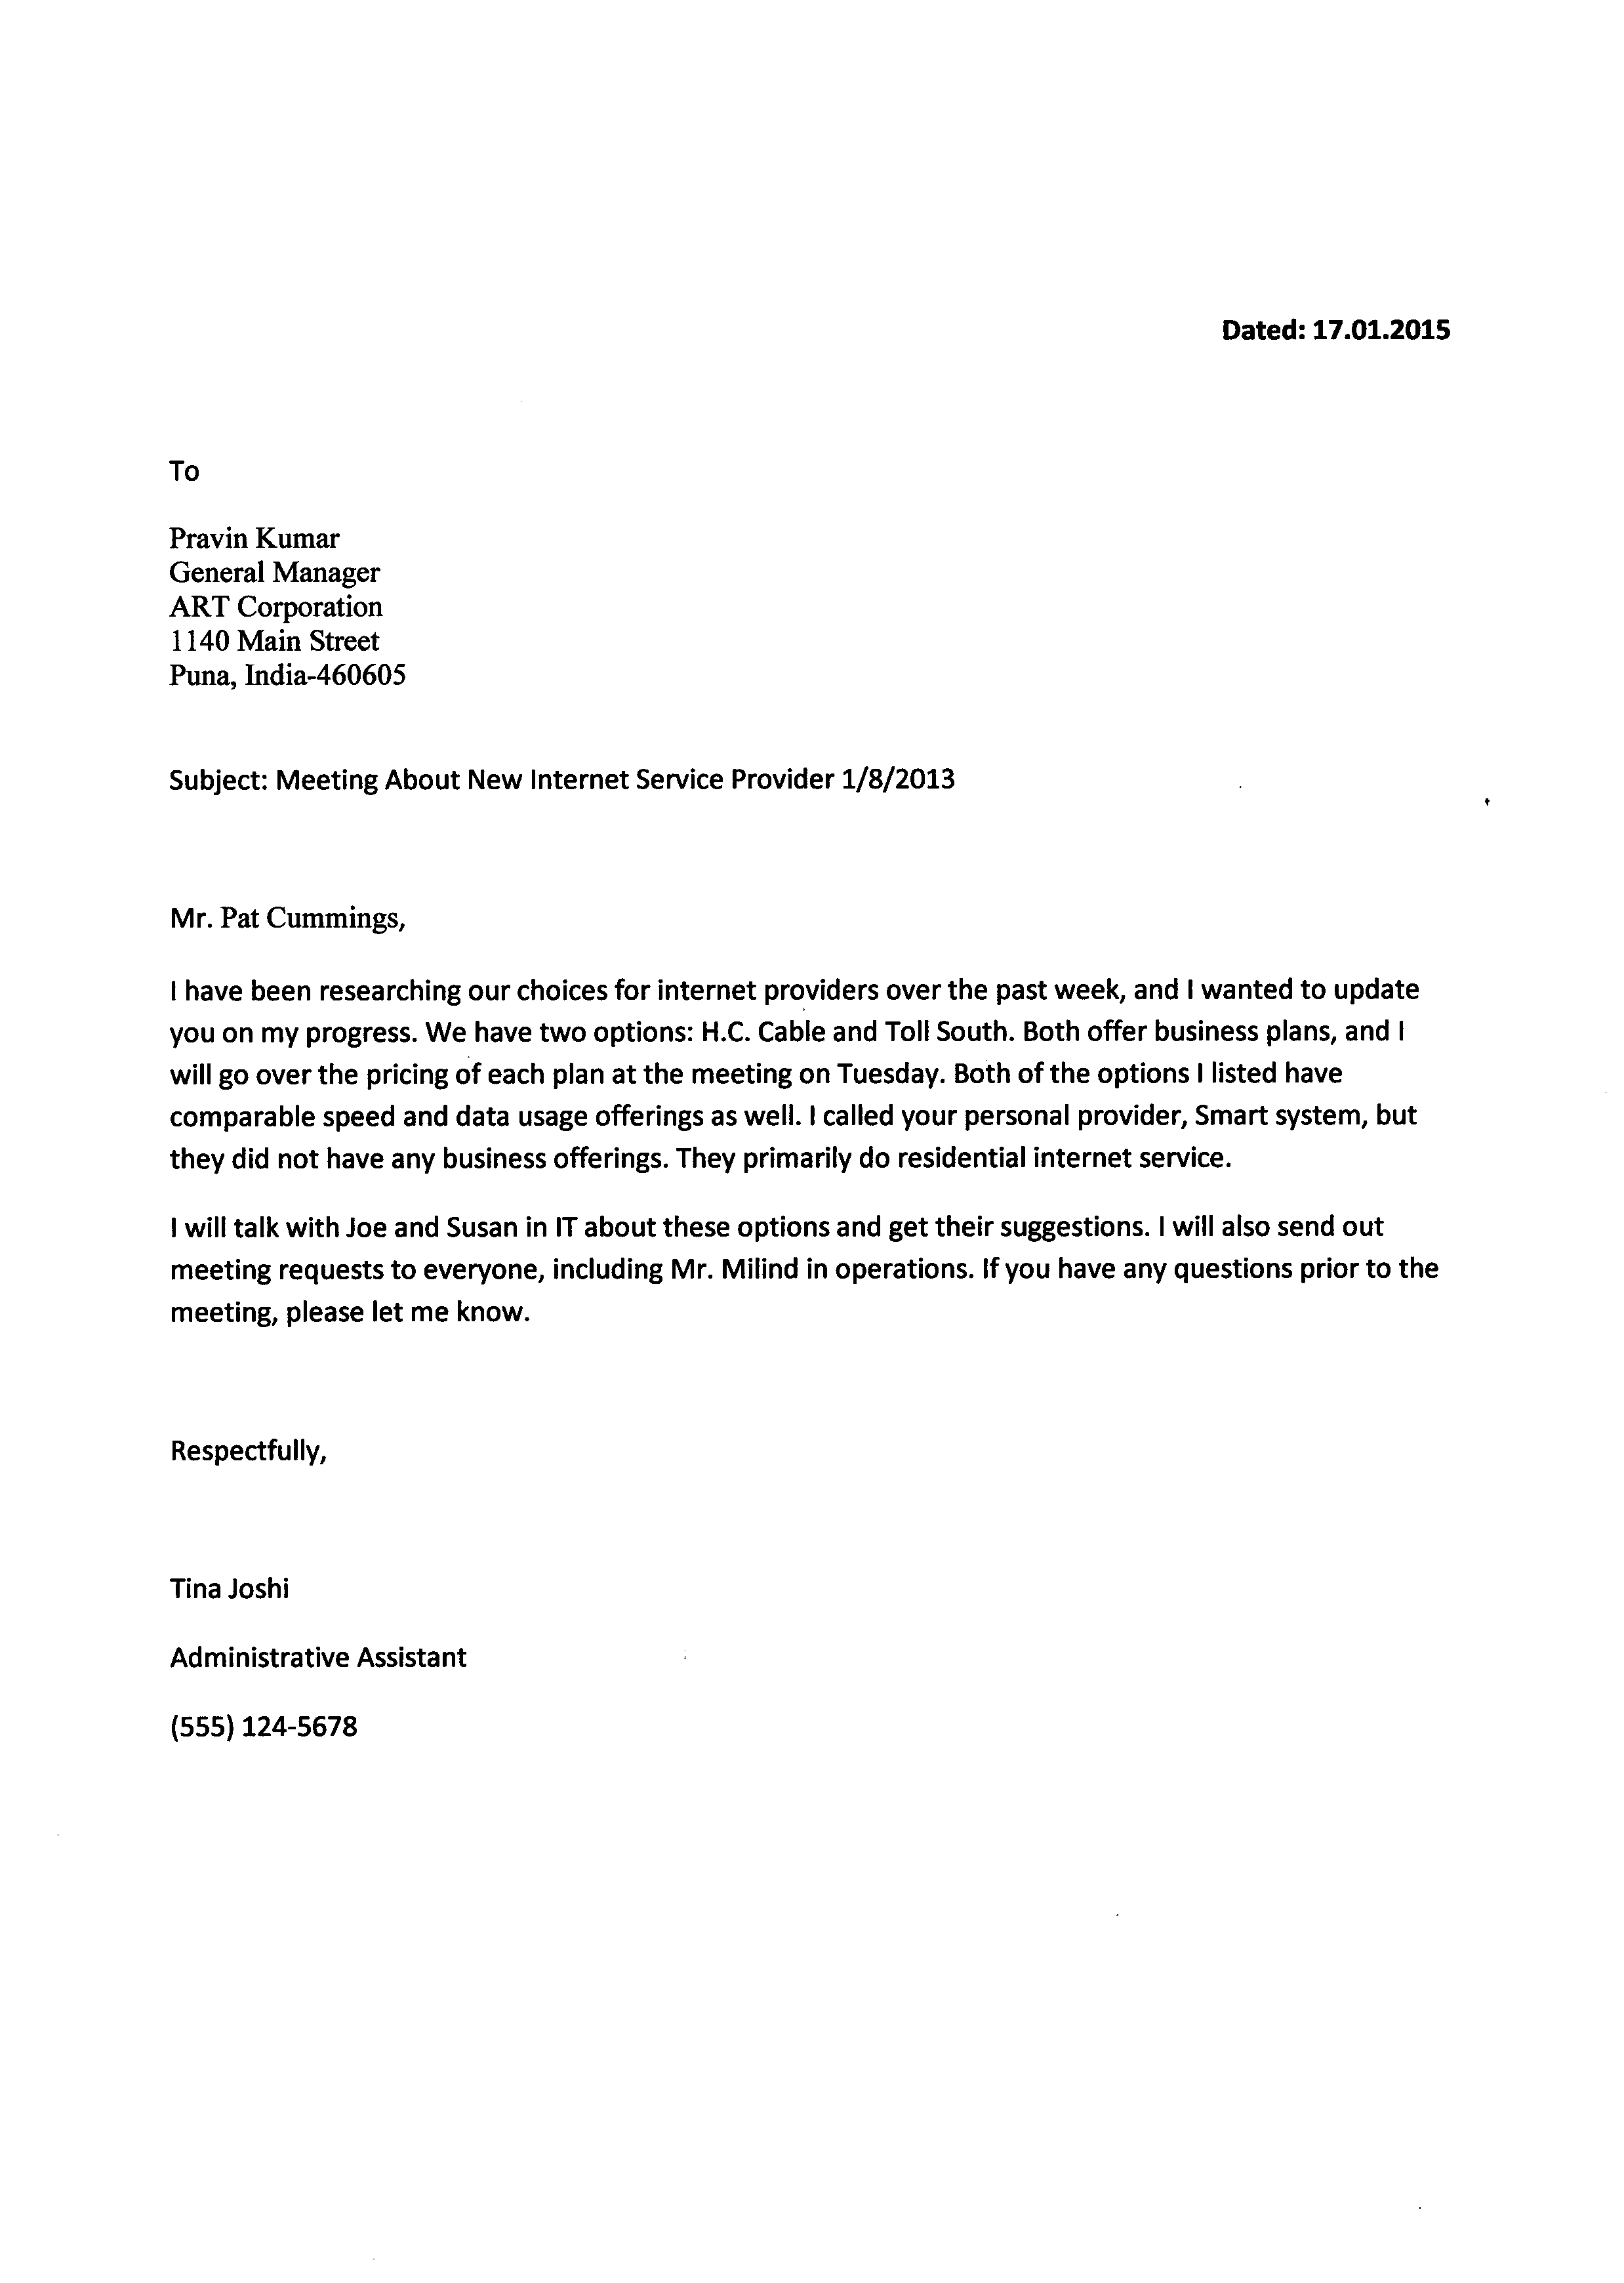 Dated: 17.01.2015
To
Pravin Kumar
General Manager
ART Corporation
1140 Main Street
Puna, India-460605
Subject: Meeting About New Internet Service Provider 1/8/2013
Mr. Pat Cummings,
I have been researching our choices for internet providers over the past week, and I wanted to update
you on my progress. We have two options: H.C. Cable and Toll South. Both offer business plans, and I
will go over the pricing of each plan at the meeting on Tuesday. Both of the options I listed have
comparable speed and data usage offerings as well. I called your personal provider, Smart system, but
they did not have any business offerings. They primarily do residential internet service.
I will talk with Joe and Susan in IT about these options and get their suggestions. I will also send out
meeting requests to everyone, including Mr. Milind in operations. If you have any questions prior to the
meeting, please let me know.
Respectfully,
Tina Joshi
Administrative Assistant
(555) 124-5678